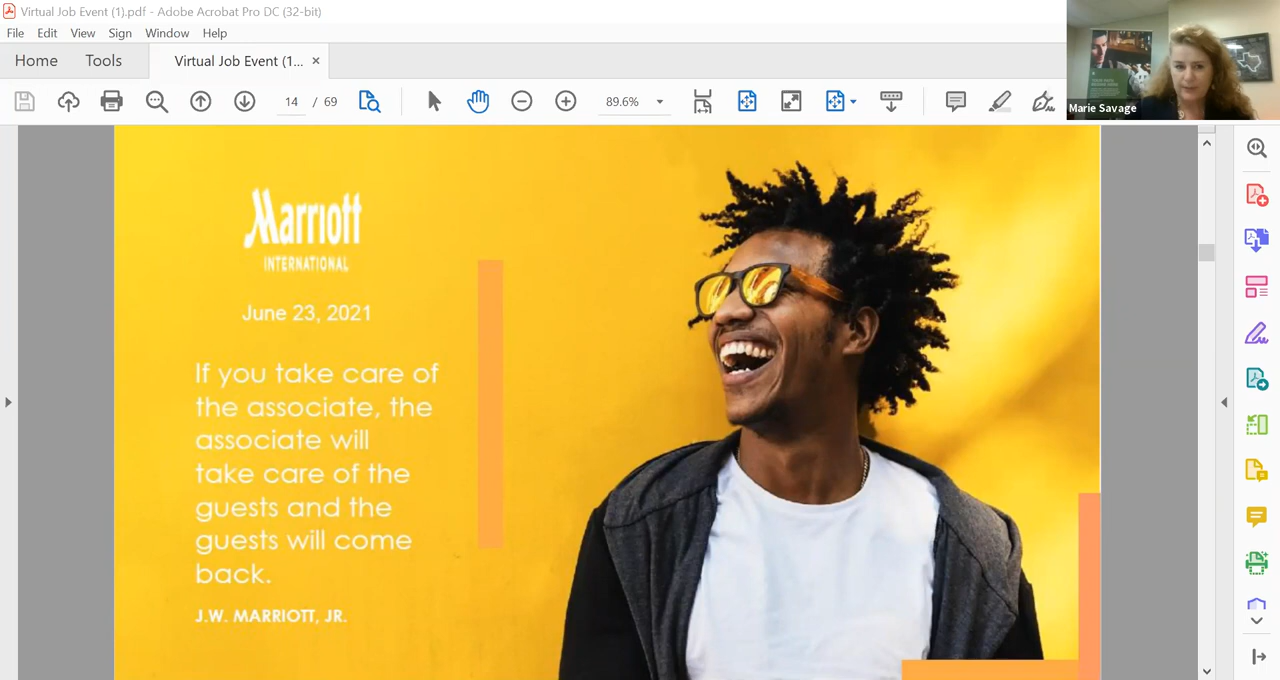 Virtual Job Event (1).pdf - Adobe Acrobat Pro DC (32-bit)
File Edit View Sign Window Help
Home Tools Virtual Job Event (1... ×
14 / 69 89.6%
Marie Savage
Marriott
INTERNATIONAL
June 23, 2021
If you take care of
the associate, the
associate will
take care of the
guests and the
guests will come
back.
J.W. MARRIOTT, JR.